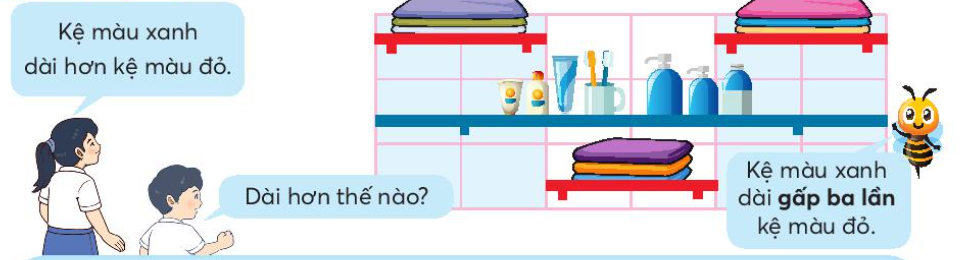 Kệ màu xanh
dài hơn kệ màu đỏ.
Dài hơn thế nào?
Kệ màu xanh
dài gấp ba lần
kệ màu đỏ.